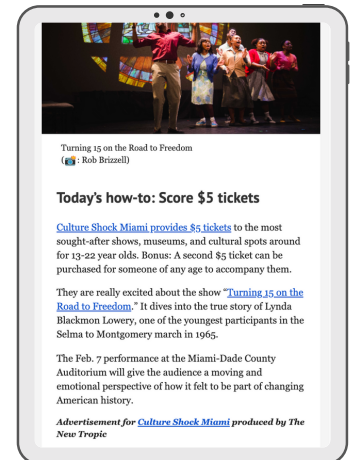 Turning 15 on the Road to Freedom
(📸: Rob Brizzell)
Today's how-to: Score $5 tickets
Culture Shock Miami provides $5 tickets to the most
sought-after shows, museums, and cultural spots around
for 13-22 year olds. Bonus: A second $5 ticket can be
purchased for someone of any age to accompany them.
They are really excited about the show “Turning 15 on the
Road to Freedom.” It dives into the true story of Lynda
Blackmon Lowery, one of the youngest participants in the
Selma to Montgomery march in 1965.
The Feb. 7 performance at the Miami-Dade County
Auditorium will give the audience a moving and
emotional perspective of how it felt to be part of changing
American history.
Advertisement for Culture Shock Miami produced by The
New Tropic